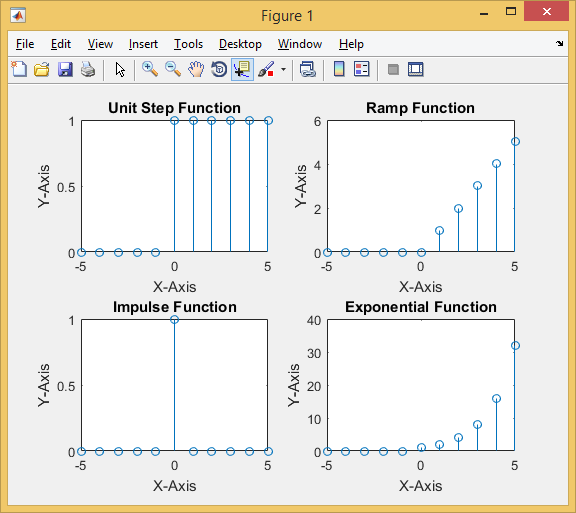 Figure 1
File Edit View Insert Tools Desktop Window Help
Unit Step Function
1
0.5
0
-5 0 5
Y-Axis
X-Axis
Ramp Function
6
4
2
0
-5 0 5
Y-Axis
X-Axis
Impulse Function
1
0.5
0
-5 0 5
Y-Axis
X-Axis
Exponential Function
40
30
20
10
0
-5 0 5
Y-Axis
X-Axis